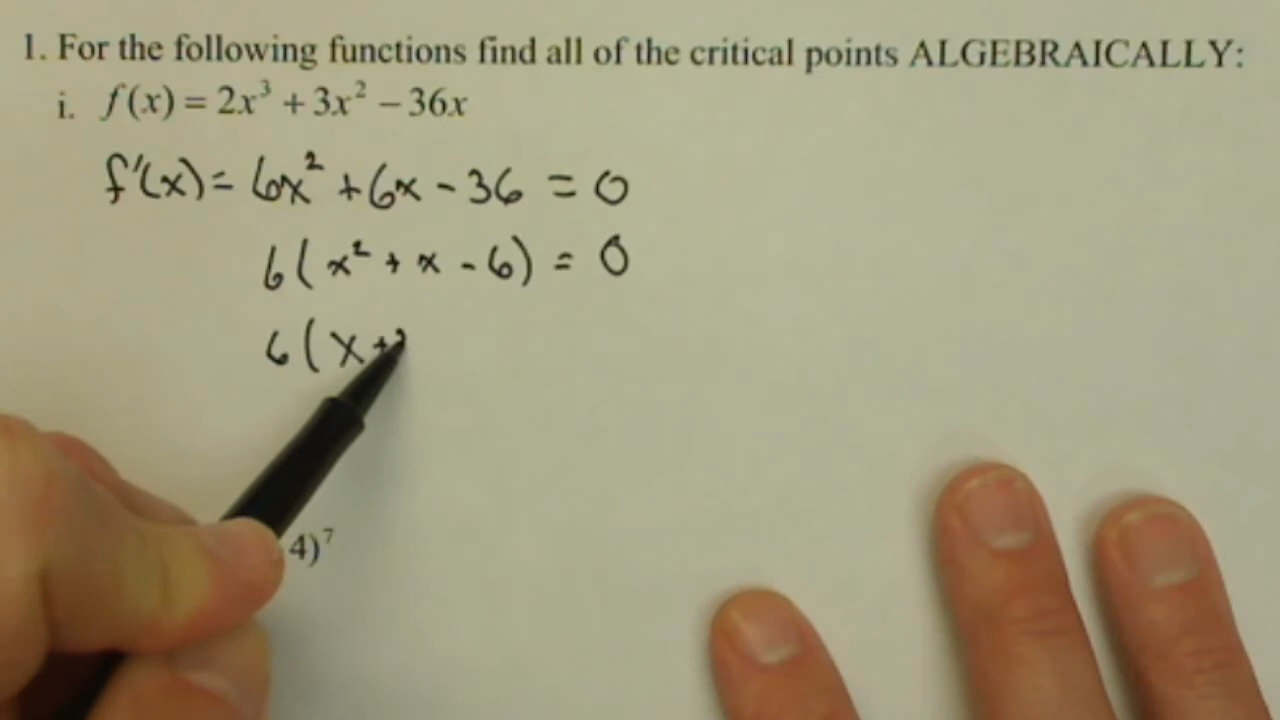 1. For the following functions find all of the critical points ALGEBRAICALLY:
i. f(x) = 2x³ + 3x² − 36x
f'(x) = 6x² + 6x - 36 = 0
6(x² + x - 6) = 0
6(x +
4)⁷